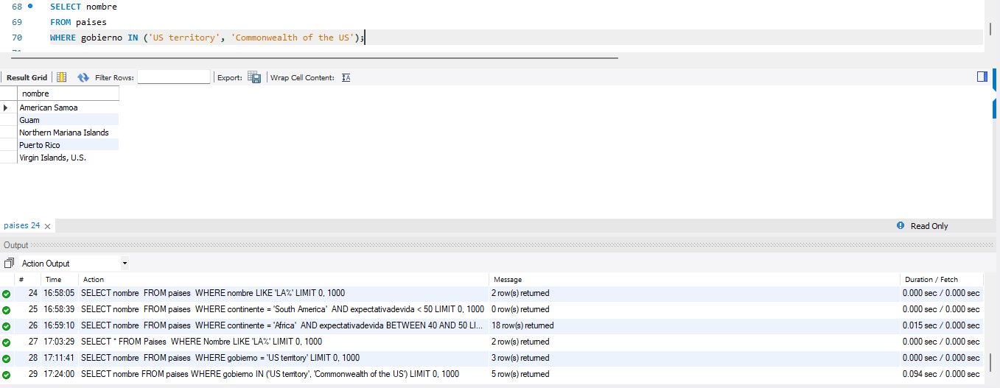 68 SELECT nombre
69 FROM paises
70 WHERE gobierno IN ('US territory', 'Commonwealth of the US');
Result Grid Filter Rows: Export: Wrap Cell Content:
nombre
American Samoa
Guam
Northern Mariana Islands
Puerto Rico
Virgin Islands, U.S.
paises 24 Read Only
Output
Action Output
# Time Action Message Duration / Fetch
24 16:58:05 SELECT nombre FROM paises WHERE nombre LIKE 'LA%' LIMIT 0, 1000 2 row(s) returned 0.000 sec / 0.000 sec
25 16:58:39 SELECT nombre FROM paises WHERE continente = 'South America' AND expectativadevida < 50 LIMIT 0, 1000 0 row(s) returned 0.000 sec / 0.000 sec
26 16:59:10 SELECT nombre FROM paises WHERE continente = 'Africa' AND expectativadevida BETWEEN 40 AND 50 LI... 18 row(s) returned 0.015 sec / 0.000 sec
27 17:03:29 SELECT * FROM Paises WHERE Nombre LIKE 'LA%' LIMIT 0, 1000 2 row(s) returned 0.000 sec / 0.000 sec
28 17:11:41 SELECT nombre FROM paises WHERE gobierno = 'US territory' LIMIT 0, 1000 3 row(s) returned 0.000 sec / 0.000 sec
29 17:24:00 SELECT nombre FROM paises WHERE gobierno IN ('US territory', 'Commonwealth of the US') LIMIT 0, 1000 5 row(s) returned 0.094 sec / 0.000 sec